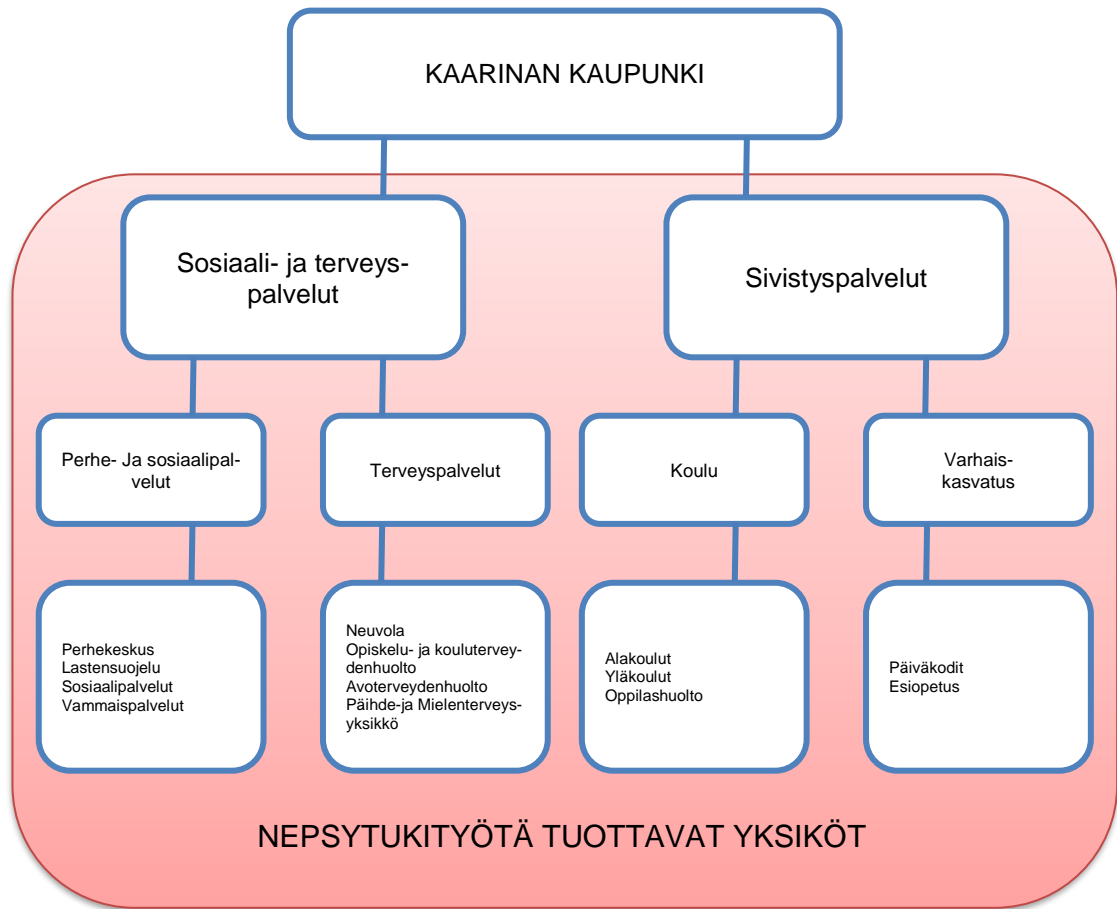 KAARINAN KAUPUNKI
Sosiaali- ja terveys-
palvelut
Sivistyspalvelut
Perhe- Ja sosiaalipal-
velut
Terveyspalvelut
Koulu
Varhais-
kasvatus
Perhekeskus
Lastensuojelu
Sosiaalipalvelut
Vammaispalvelut
Neuvola
Opiskelu- ja koulutervey-
denhuolto
Avoterveydenhuolto
Päihde-ja Mielenterveys-
yksikkö
Alakoulut
Yläkoulut
Oppilashuolto
Päiväkodit
Esiopetus
NEPSYTUKITYÖTÄ TUOTTAVAT YKSIKÖT